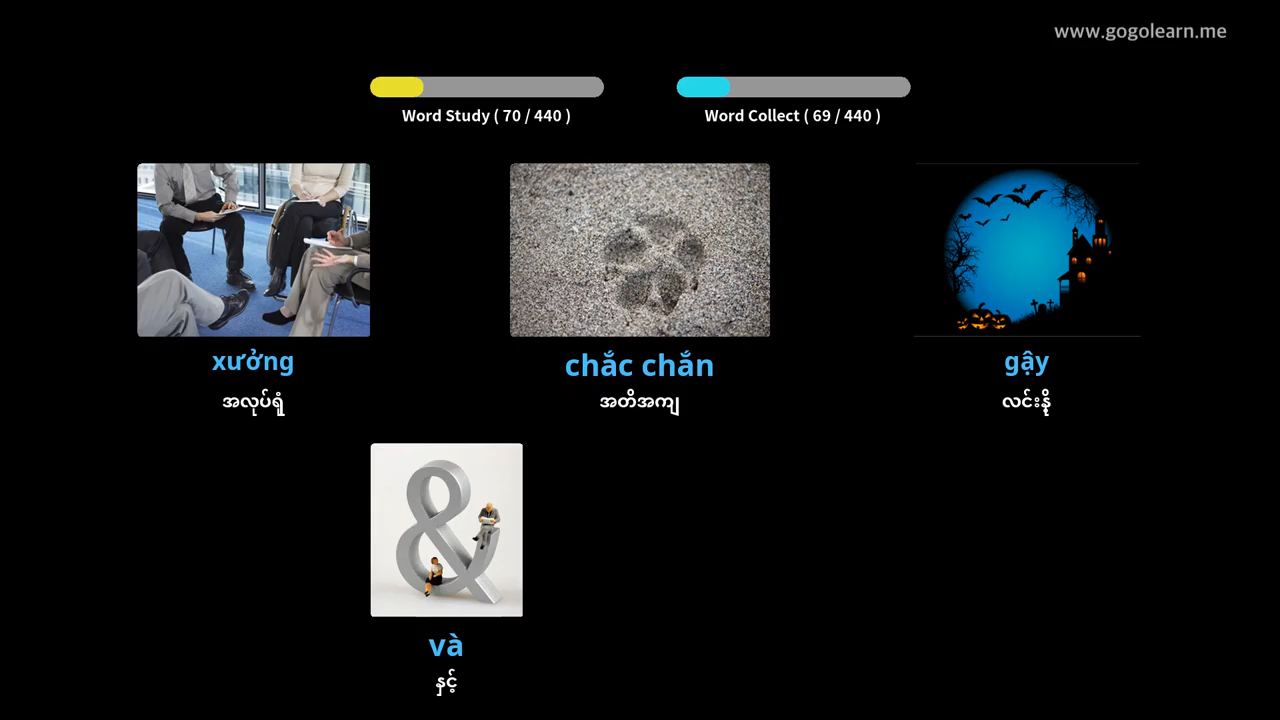 www.gogolearn.me
Word Study ( 70 / 440 )
Word Collect ( 69 / 440 )
xưởng
အလုပ်ရုံ
chắc chắn
အတိအကျ
gậy
လင်းနို့
và
နှင့်